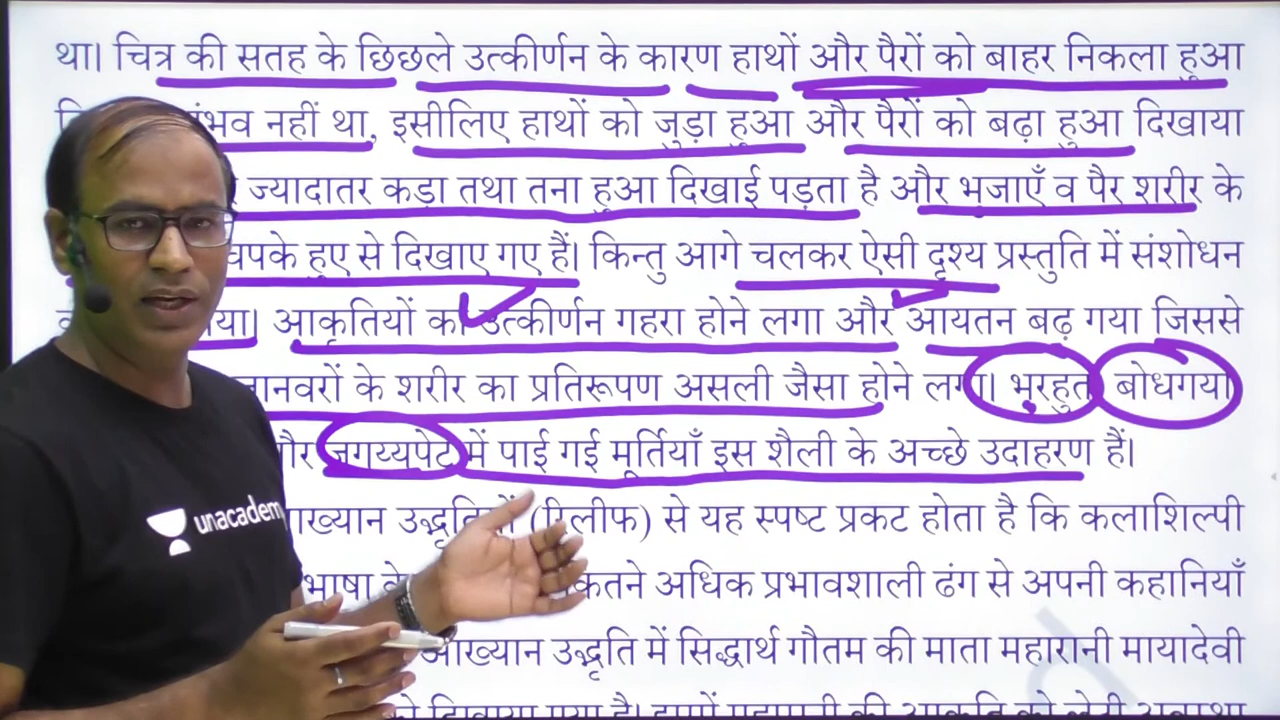 था। चित्र की सतह के छिछले उत्कीर्णन के कारण हाथों और पैरों को बाहर निकला हुआ
संभव नहीं था, इसीलिए हाथों को जुड़ा हुआ और पैरों को बढ़ा हुआ दिखाया
ज्यादातर कड़ा तथा तना हुआ दिखाई पड़ता है और भुजाएँ व पैर शरीर के
चिपके हुए से दिखाए गए हैं। किन्तु आगे चलकर ऐसी दृश्य प्रस्तुति में संशोधन
आकृतियों का उत्कीर्णन गहरा होने लगा और आयतन बढ़ गया जिससे
जानवरों के शरीर का प्रतिरूपण असली जैसा होने लगा। भरहुत बोधगया
और जगय्यपेट में पाई गई मूर्तियाँ इस शैली के अच्छे उदाहरण हैं।
आख्यान उद्भृतियों (रिलीफ) से यह स्पष्ट प्रकट होता है कि कलाशिल्पी
भाषा कितने अधिक प्रभावशाली ढंग से अपनी कहानियाँ
आख्यान उद्भृति में सिद्धार्थ गौतम की माता महारानी मायादेवी
unacademy